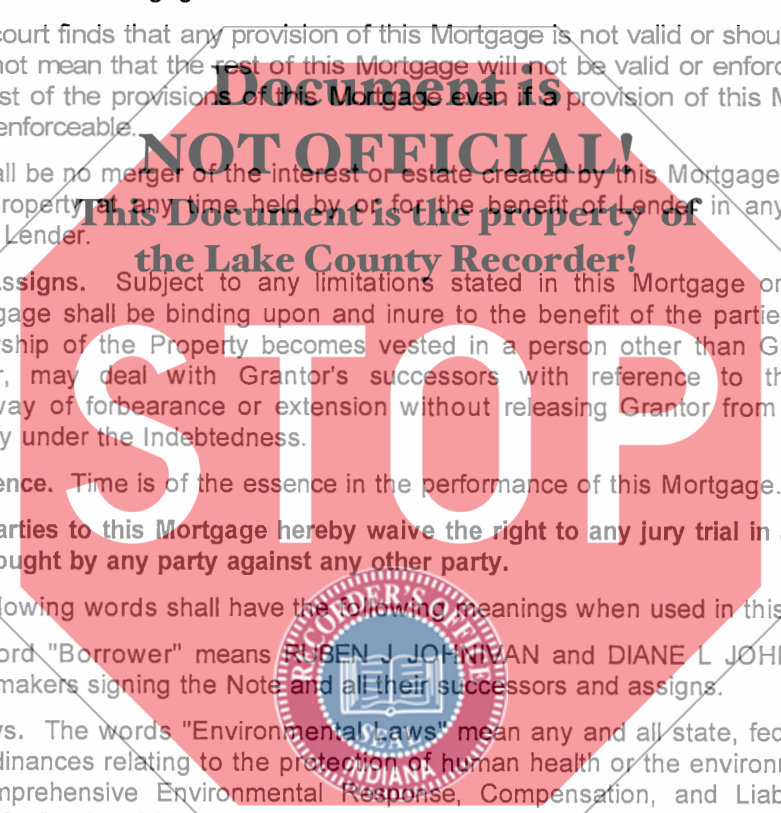 court finds that any provision of this Mortgage is not valid or shou
not mean that the rest of this Mortgage will not be valid or enforc
st of the provisions of this Mortgage even if a provision of this M
enforceable.
all be no merger of the interest or estate created by this Mortgage
roperty at any time held by or for the benefit of Lender in any
Lender.
Assigns. Subject to any limitations stated in this Mortgage or
gage shall be binding upon and inure to the benefit of the partie
rship of the Property becomes vested in a person other than G
r, may deal with Grantor's successors with reference to th
way of forbearance or extension without releasing Grantor from
y under the Indebtedness.
ence. Time is of the essence in the performance of this Mortgage.
arties to this Mortgage hereby waive the right to any jury trial in
ought by any party against any other party.
lowing words shall have the following meanings when used in this
ord "Borrower" means RUBEN J JOHNIVAN and DIANE L JOH
makers signing the Note and all their successors and assigns.
ws. The words "Environmental Laws" mean any and all state, fed
dinances relating to the protection of human health or the environ
mprehensive Environmental Response, Compensation, and Liab
Document is
NOT OFFICIAL!
This Document is the property of
the Lake County Recorder!
STOP
RECORDER'S OFFICE
SEAL
INDIANA